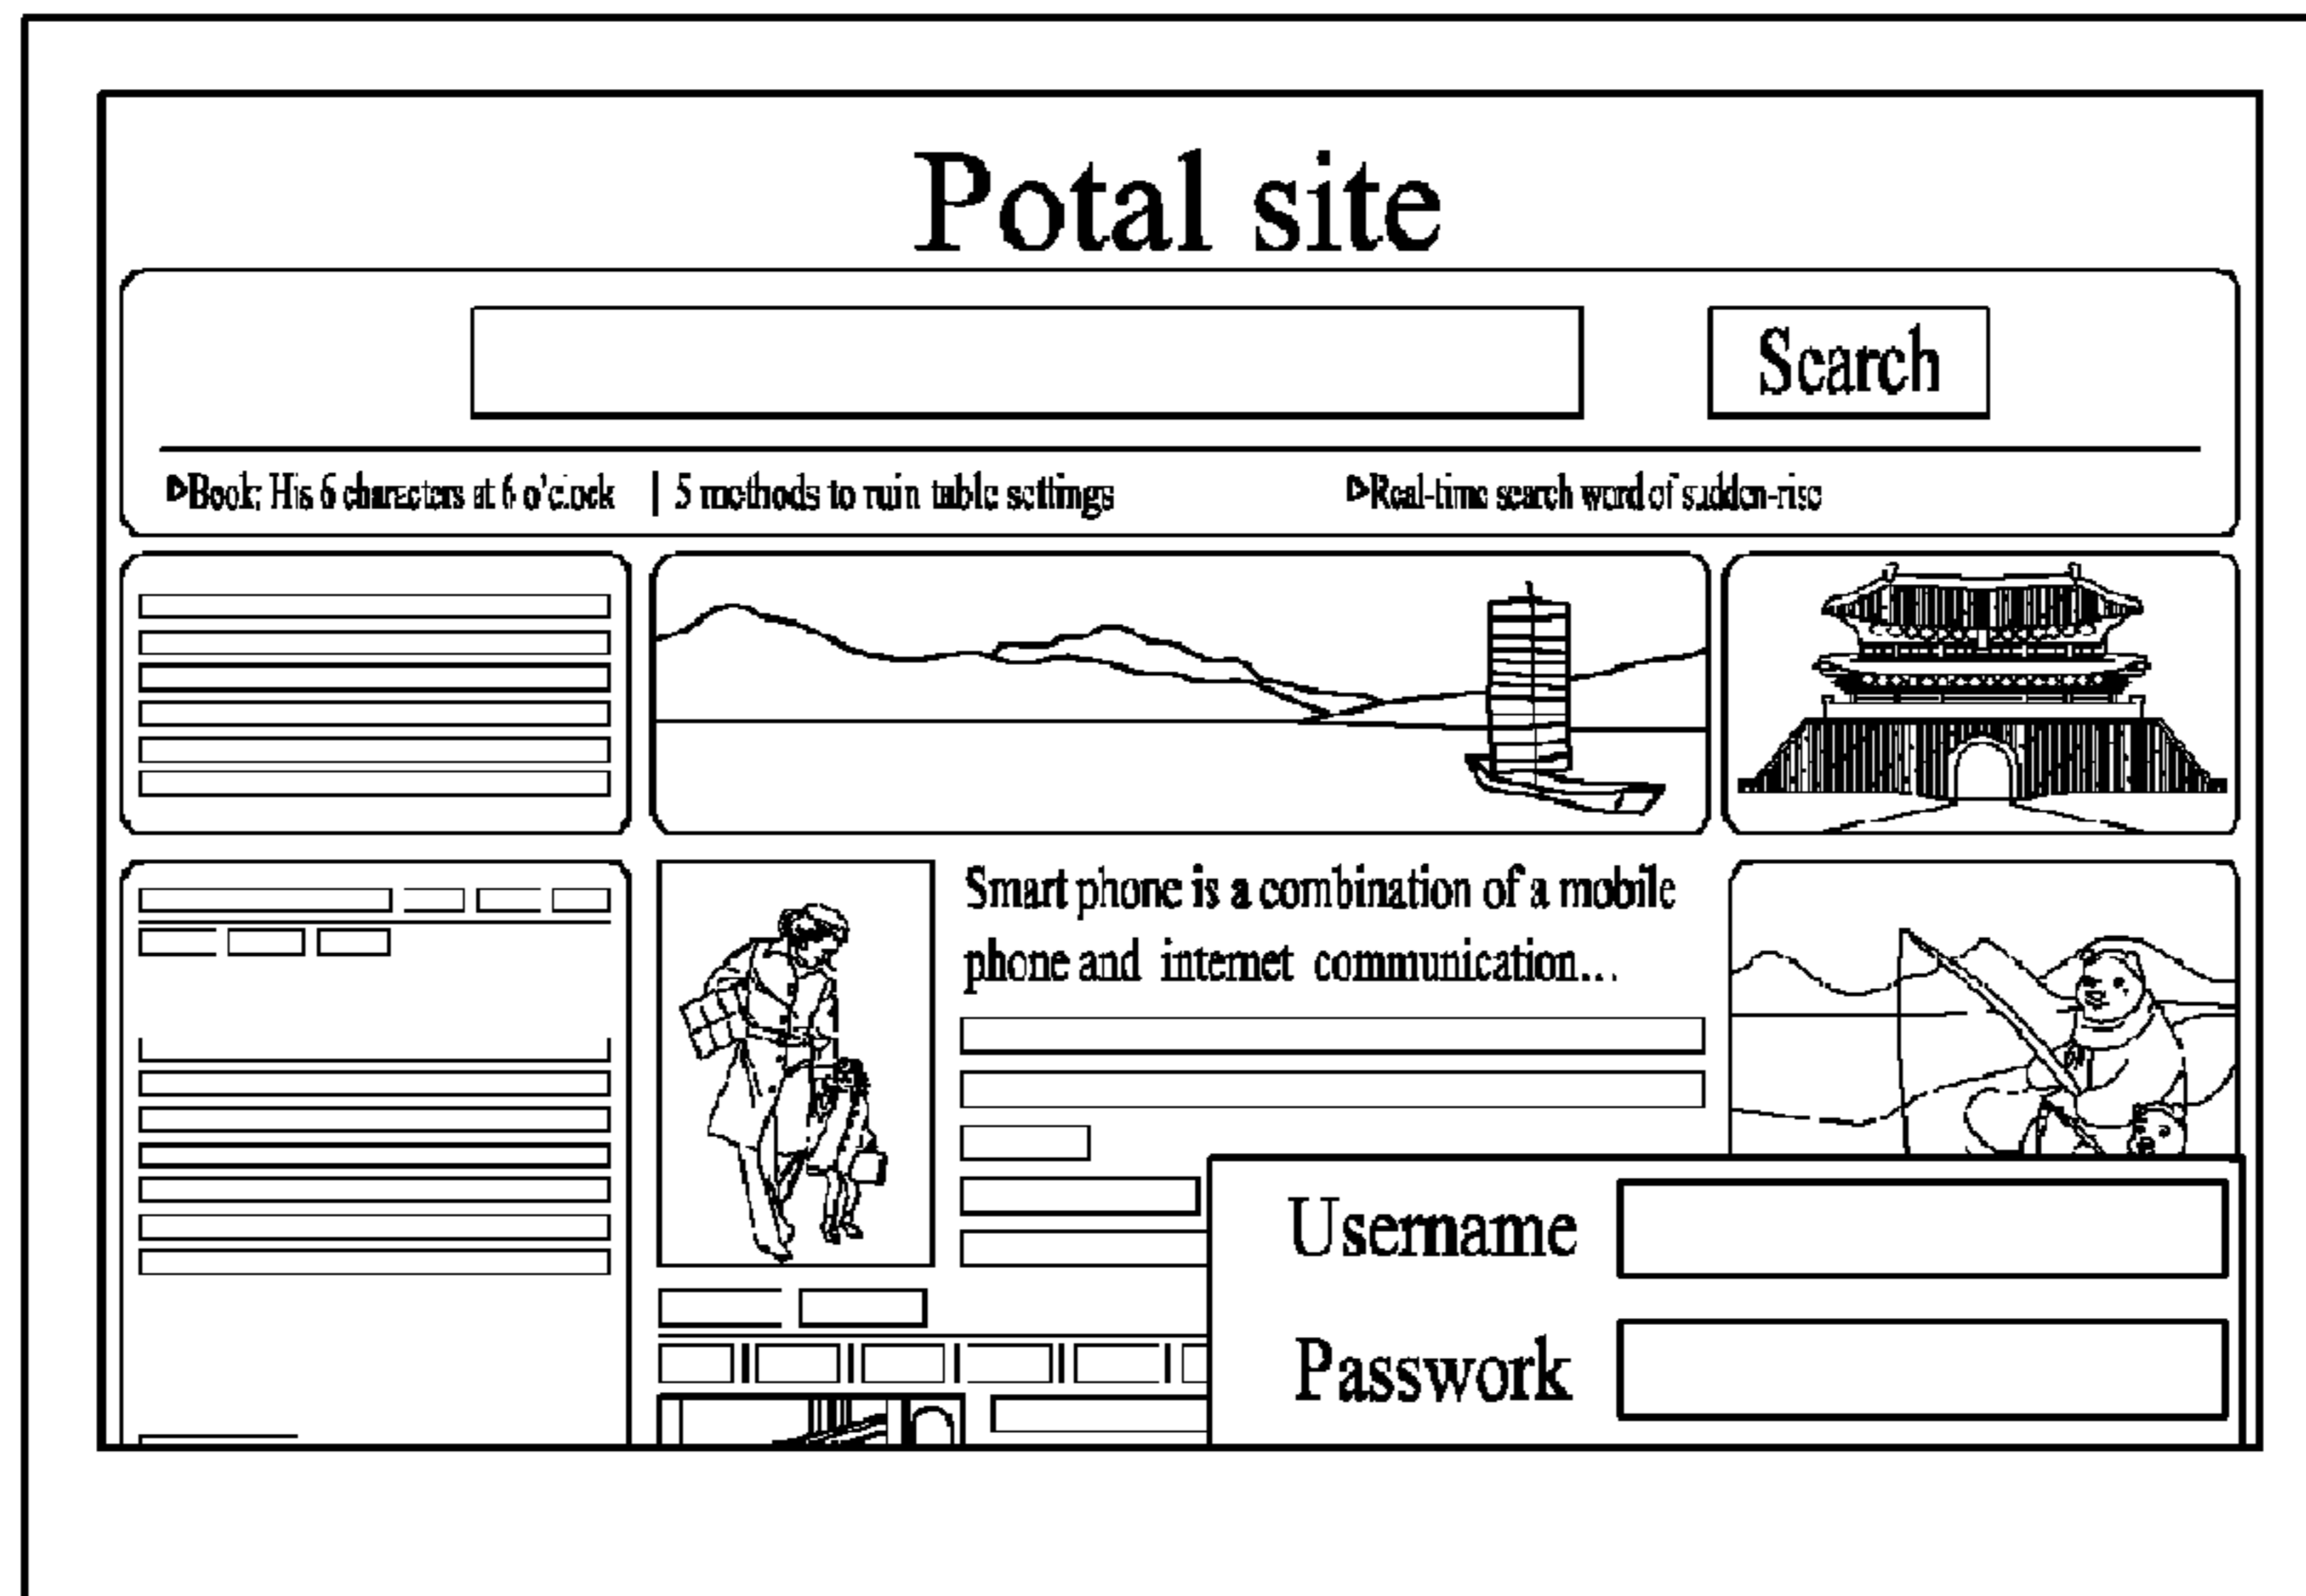 Potal site
Search
Book; His 6 characters at 6 o'clock | 5 methods to ruin table settings
Real-time search word of sudden-rise
Smart phone is a combination of a mobile
phone and internet communication...
Username
Passwork